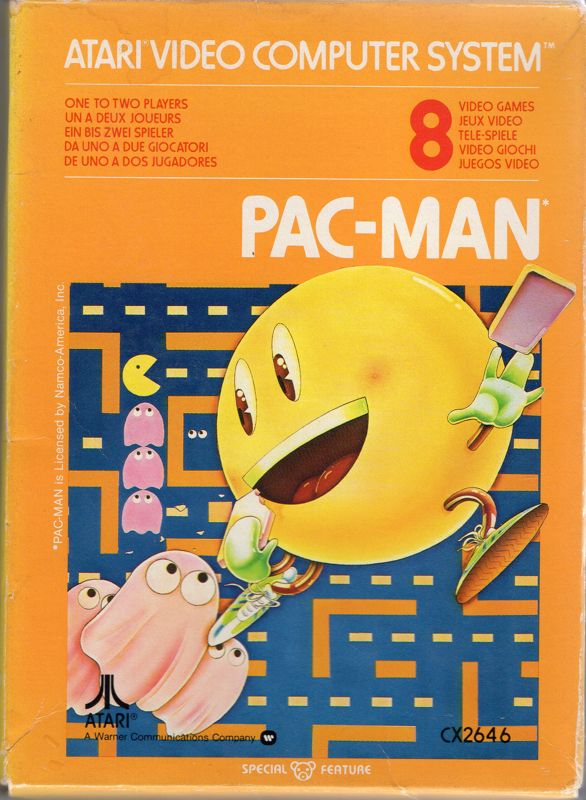 ATARI® VIDEO COMPUTER SYSTEM™
ONE TO TWO PLAYERS
UN A DEUX JOUEURS
EIN BIS ZWEI SPIELER
DA UNO A DUE GIOCATORI
DE UNO A DOS JUGADORES
8
VIDEO GAMES
JEUX VIDEO
TELE-SPIELE
VIDEO GIOCHI
JUEGOS VIDEO
PAC-MAN*
*PAC-MAN is Licensed by Namco-America, Inc.
ATARI®
A Warner Communications Company
CX2646
SPECIAL FEATURE